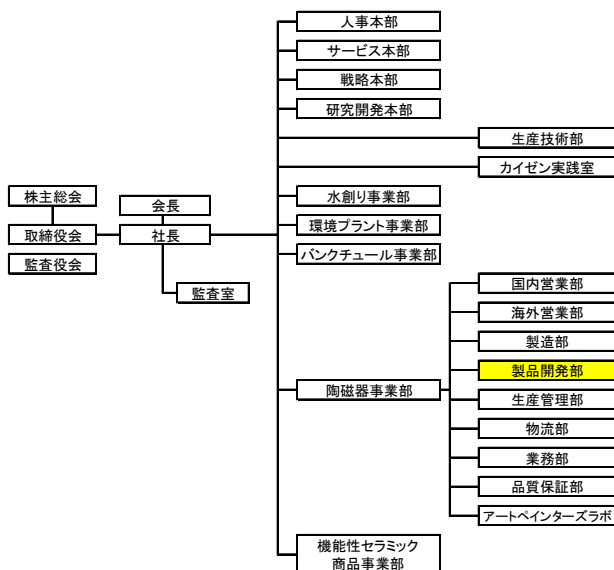 人事本部
サービス本部
戦略本部
研究開発本部
生産技術部
カイゼン実践室
株主総会
会長
水創り事業部
取締役会
社長
環境プラント事業部
監査役会
バンクチュール事業部
監査室
国内営業部
海外営業部
製造部
製品開発部
陶磁器事業部
生産管理部
物流部
業務部
品質保証部
アートペインターズラボ
機能性セラミック
商品事業部